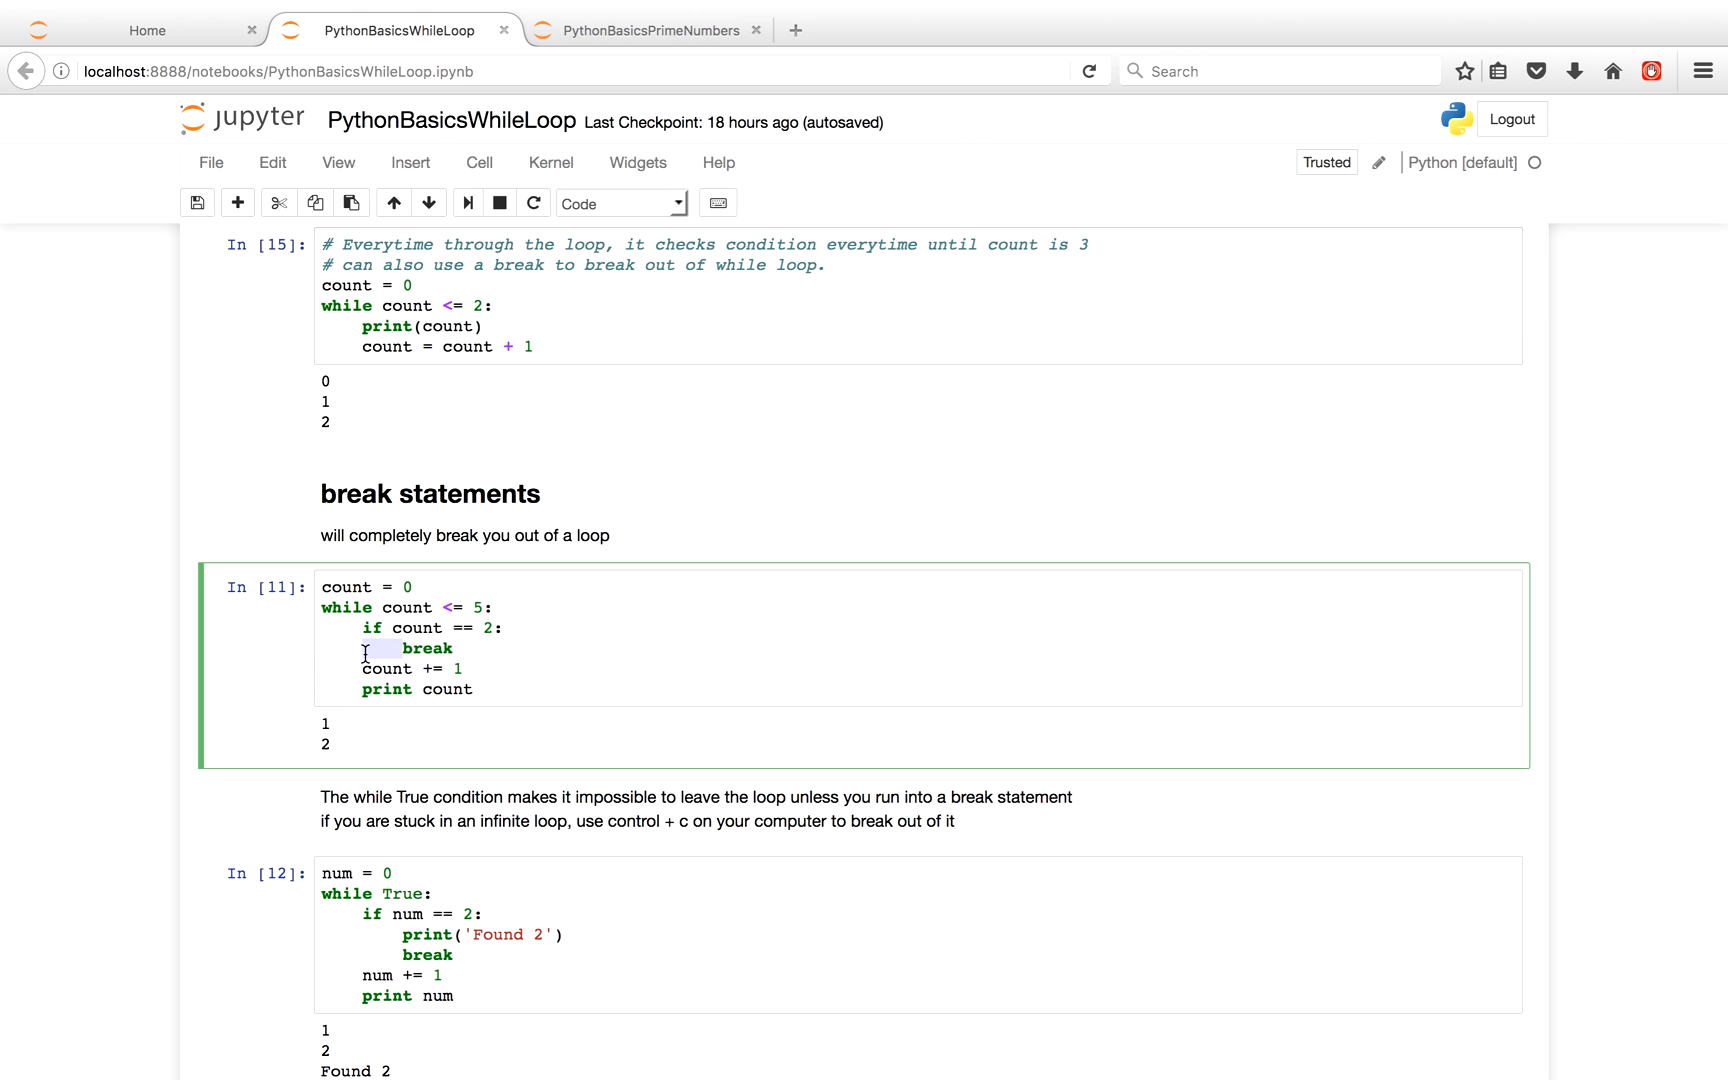 Home
PythonBasicsWhileLoop
PythonBasicsPrimeNumbers
localhost:8888/notebooks/PythonBasicsWhileLoop.ipynb
Search
jupyter PythonBasicsWhileLoop Last Checkpoint: 18 hours ago (autosaved)
Logout
File Edit View Insert Cell Kernel Widgets Help
Trusted
Python [default]
Code
In [15]: # Everytime through the loop, it checks condition everytime until count is 3
# can also use a break to break out of while loop.
count = 0
while count <= 2:
    print(count)
    count = count + 1
0
1
2
break statements
will completely break you out of a loop
In [11]: count = 0
while count <= 5:
    if count == 2:
        break
    count += 1
    print count
1
2
The while True condition makes it impossible to leave the loop unless you run into a break statement
if you are stuck in an infinite loop, use control + c on your computer to break out of it
In [12]: num = 0
while True:
    if num == 2:
        print('Found 2')
        break
    num += 1
    print num
1
2
Found 2